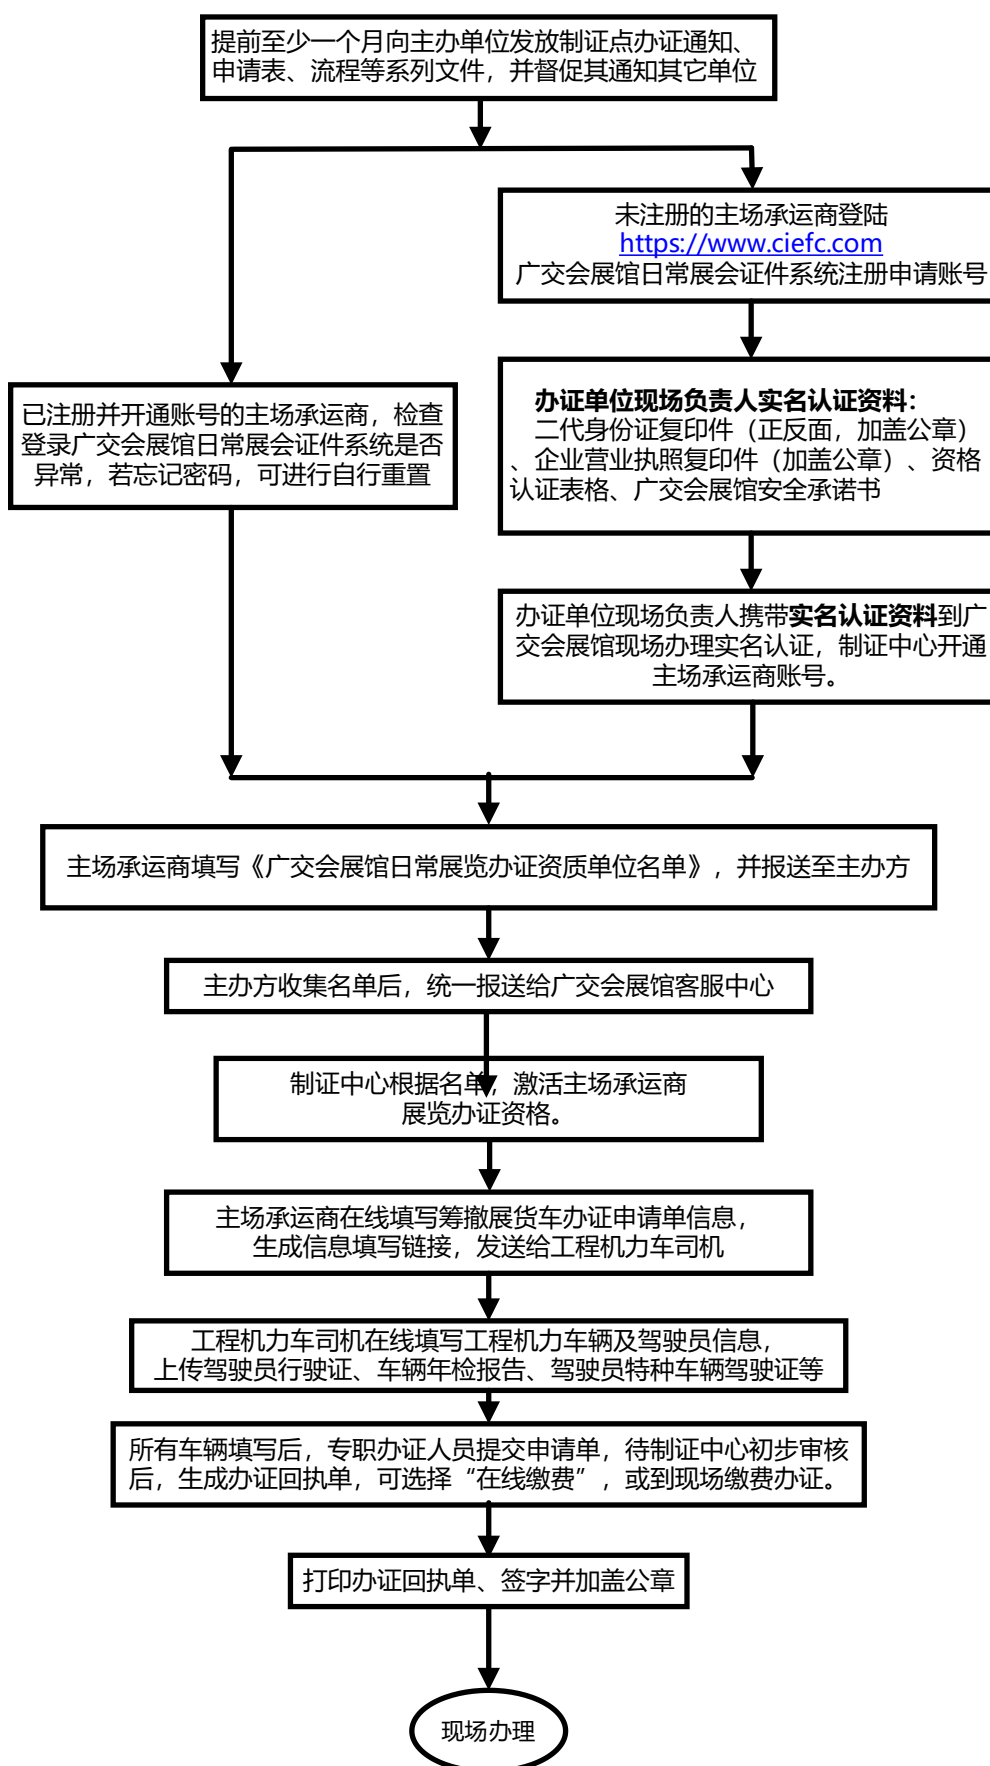 提前至少一个月向主办单位发放制证点办证通知、
申请表、流程等系列文件，并督促其通知其它单位
未注册的主场承运商登陆
https://www.ciefc.com
广交会展馆日常展会证件系统注册申请账号
已注册并开通账号的主场承运商，检查
登录广交会展馆日常展会证件系统是否
异常，若忘记密码，可进行自行重置
办证单位现场负责人实名认证资料：
二代身份证复印件（正反面，加盖公章）
、企业营业执照复印件（加盖公章）、资格
认证表格、广交会展馆安全承诺书
办证单位现场负责人携带实名认证资料到广
交会展馆现场办理实名认证，制证中心开通
主场承运商账号。
主场承运商填写《广交会展馆日常展览办证资质单位名单》，并报送至主办方
主办方收集名单后，统一报送给广交会展馆客服中心
制证中心根据名单，激活主场承运商
展览办证资格。
主场承运商在线填写筹撤展货车办证申请单信息，
生成信息填写链接，发送给工程机力车司机
工程机力车司机在线填写工程机力车辆及驾驶员信息，
上传驾驶员行驶证、车辆年检报告、驾驶员特种车辆驾驶证等
所有车辆填写后，专职办证人员提交申请单，待制证中心初步审核
后，生成办证回执单，可选择“在线缴费”，或到现场缴费办证。
打印办证回执单、签字并加盖公章
现场办理